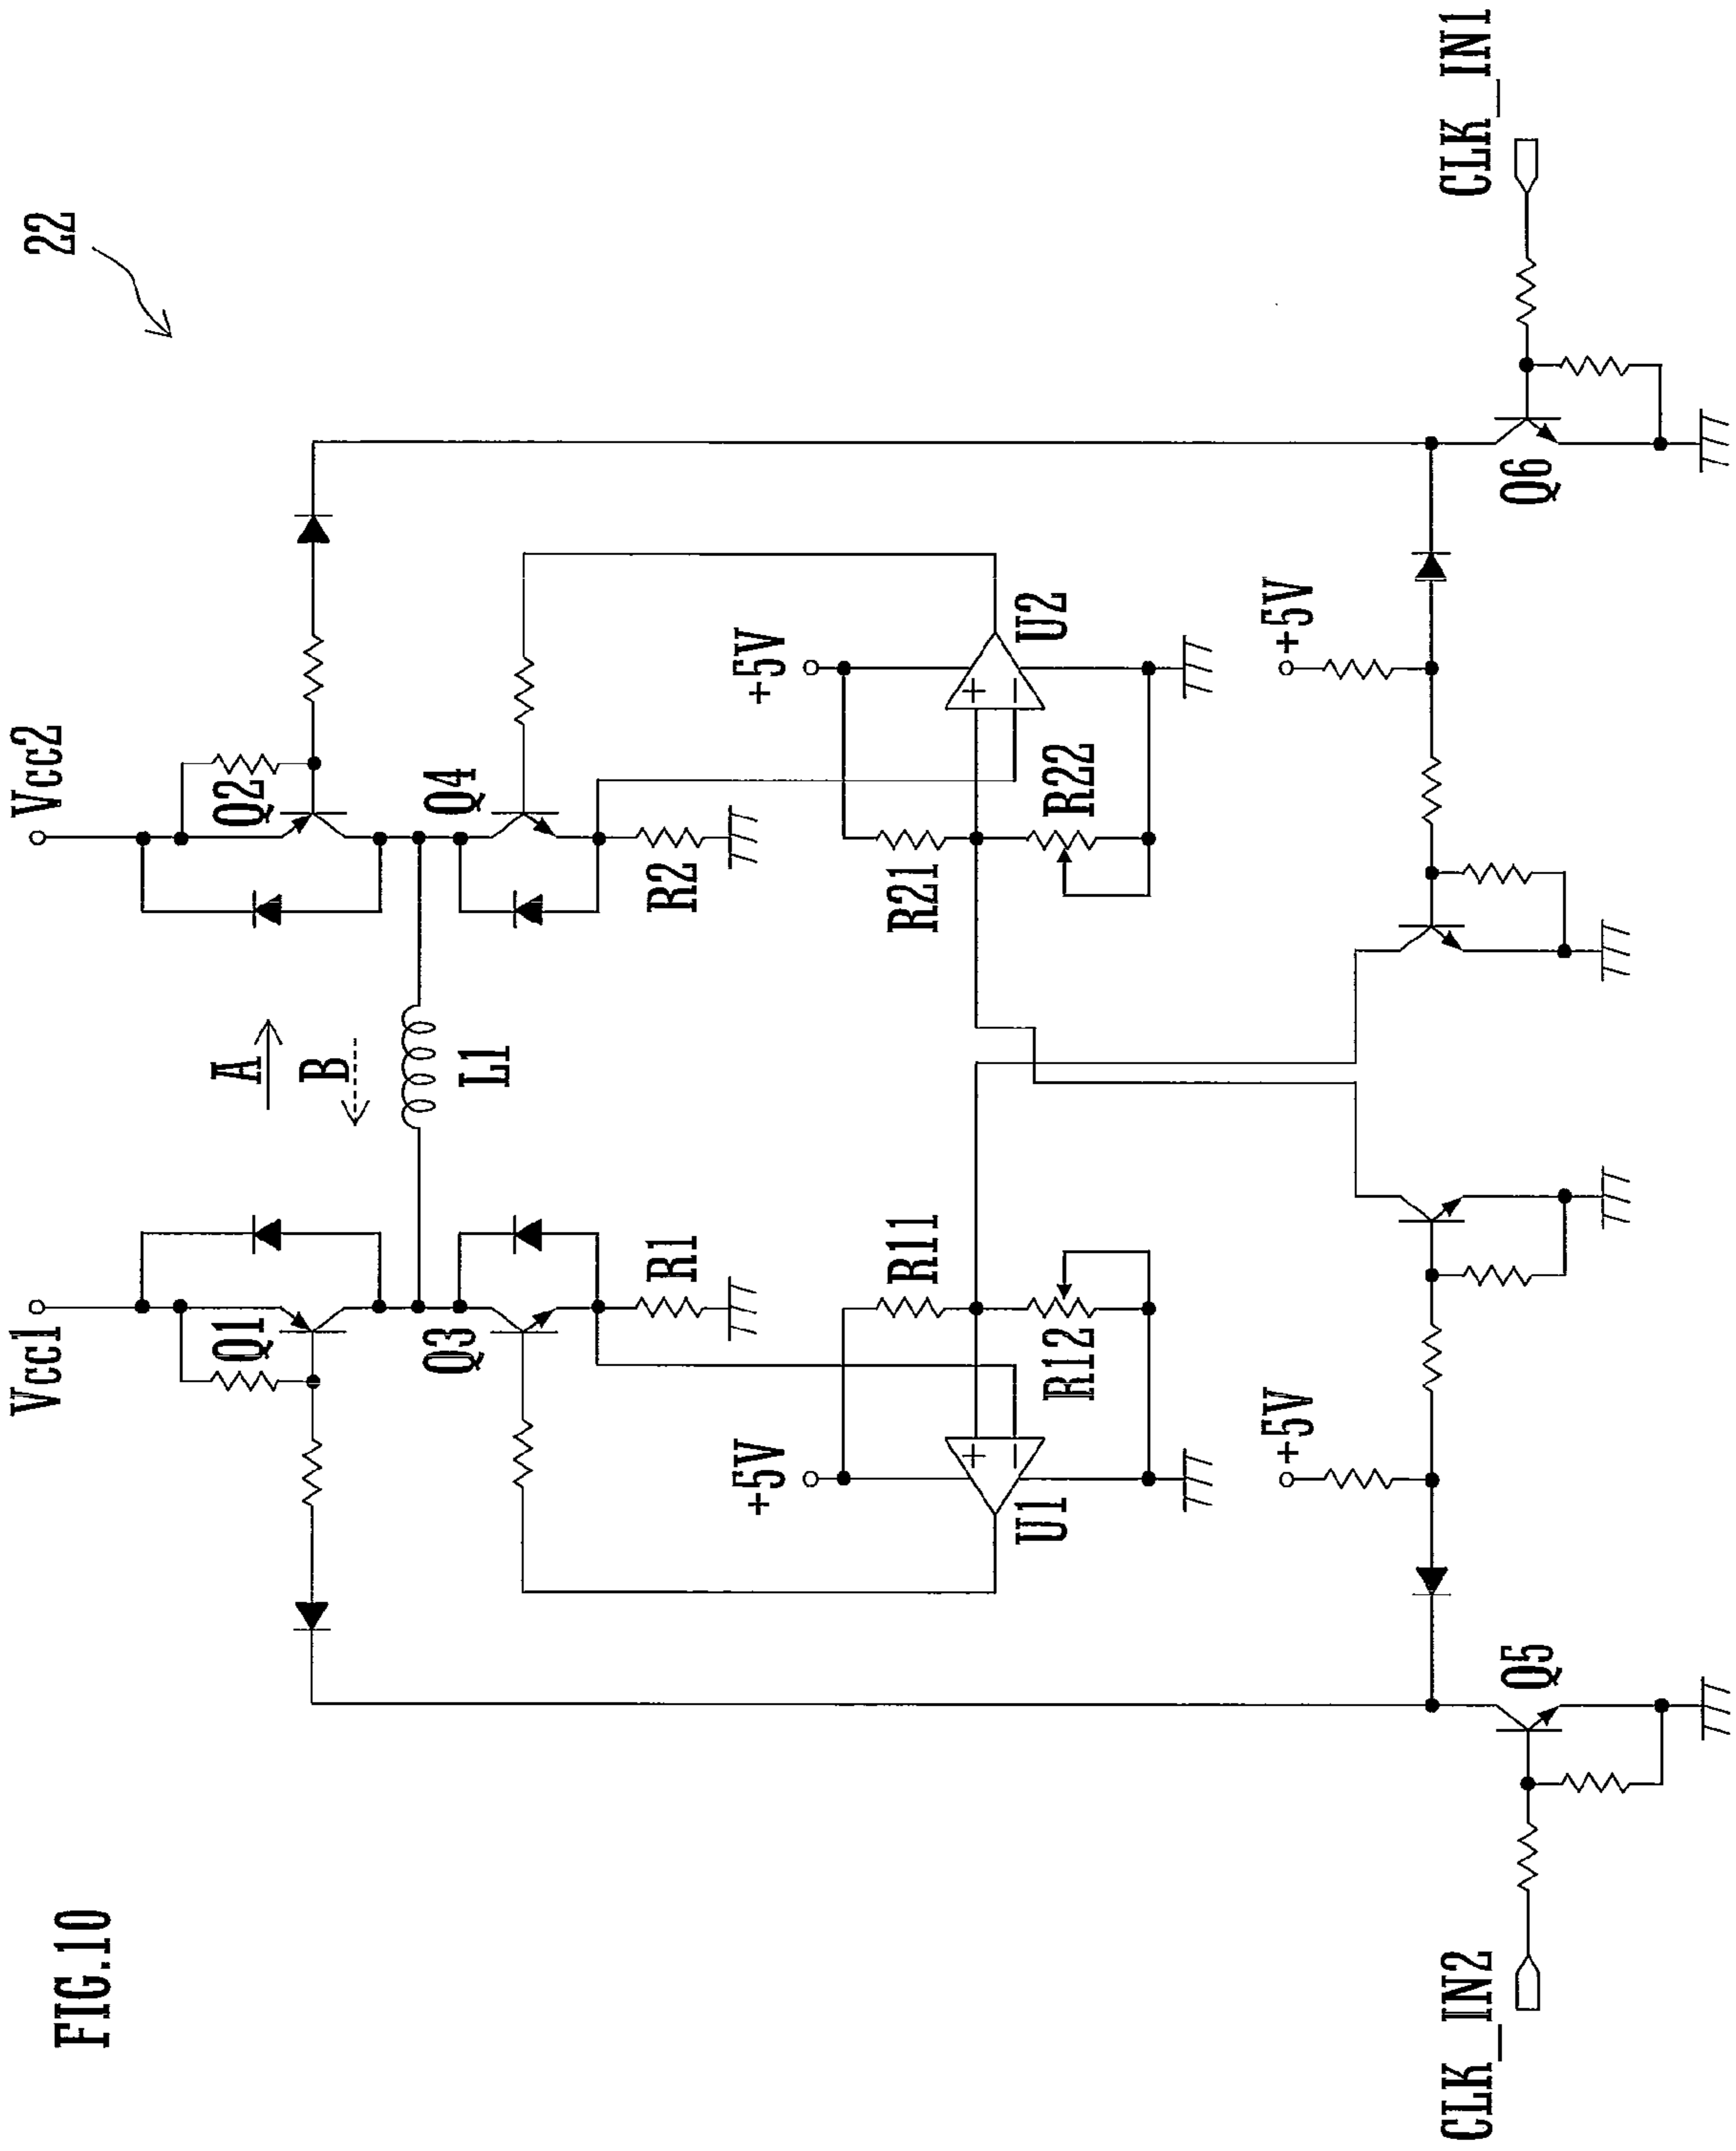 FIG.10
22
Vcc1
Vcc2
Q1
Q2
A
B
L1
Q3
Q4
R1
R2
+5V
+5V
R11
R21
U1
R12
R22
U2
+5V
+5V
CLK_IN2
Q5
Q6
CLK_IN1